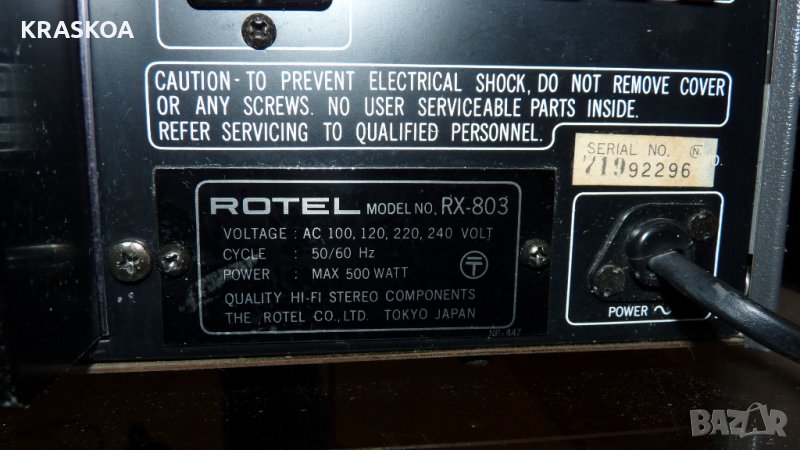 KRASKOA
CAUTION - TO PREVENT ELECTRICAL SHOCK, DO NOT REMOVE COVER
OR ANY SCREWS. NO USER SERVICEABLE PARTS INSIDE.
REFER SERVICING TO QUALIFIED PERSONNEL.
SERIAL NO. N
71992296
ROTEL MODEL NO. RX-803
VOLTAGE : AC 100, 120, 220, 240 VOLT
CYCLE : 50/60 Hz
POWER : MAX 500 WATT
QUALITY HI-FI STEREO COMPONENTS
THE ROTEL CO., LTD. TOKYO JAPAN
NP-447
POWER ~
BAZAR